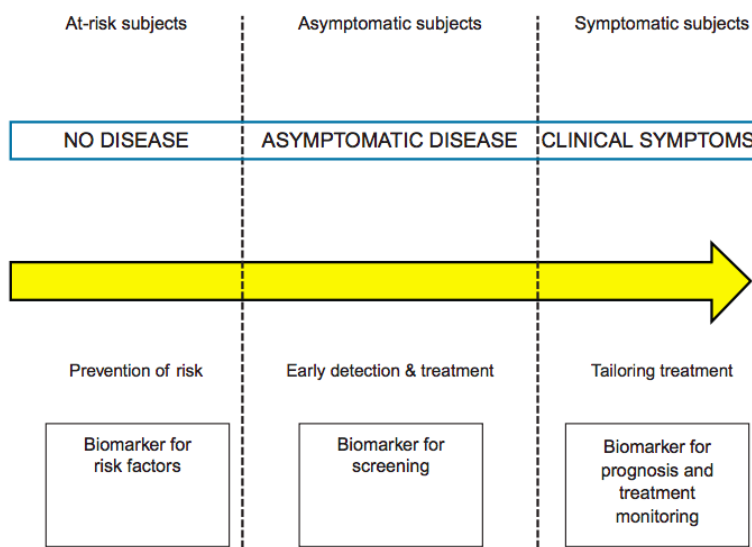 At-risk subjects
Asymptomatic subjects
Symptomatic subjects
NO DISEASE
ASYMPTOMATIC DISEASE
CLINICAL SYMPTOMS
Prevention of risk
Early detection & treatment
Tailoring treatment
Biomarker for
risk factors
Biomarker for
screening
Biomarker for
prognosis and
treatment
monitoring